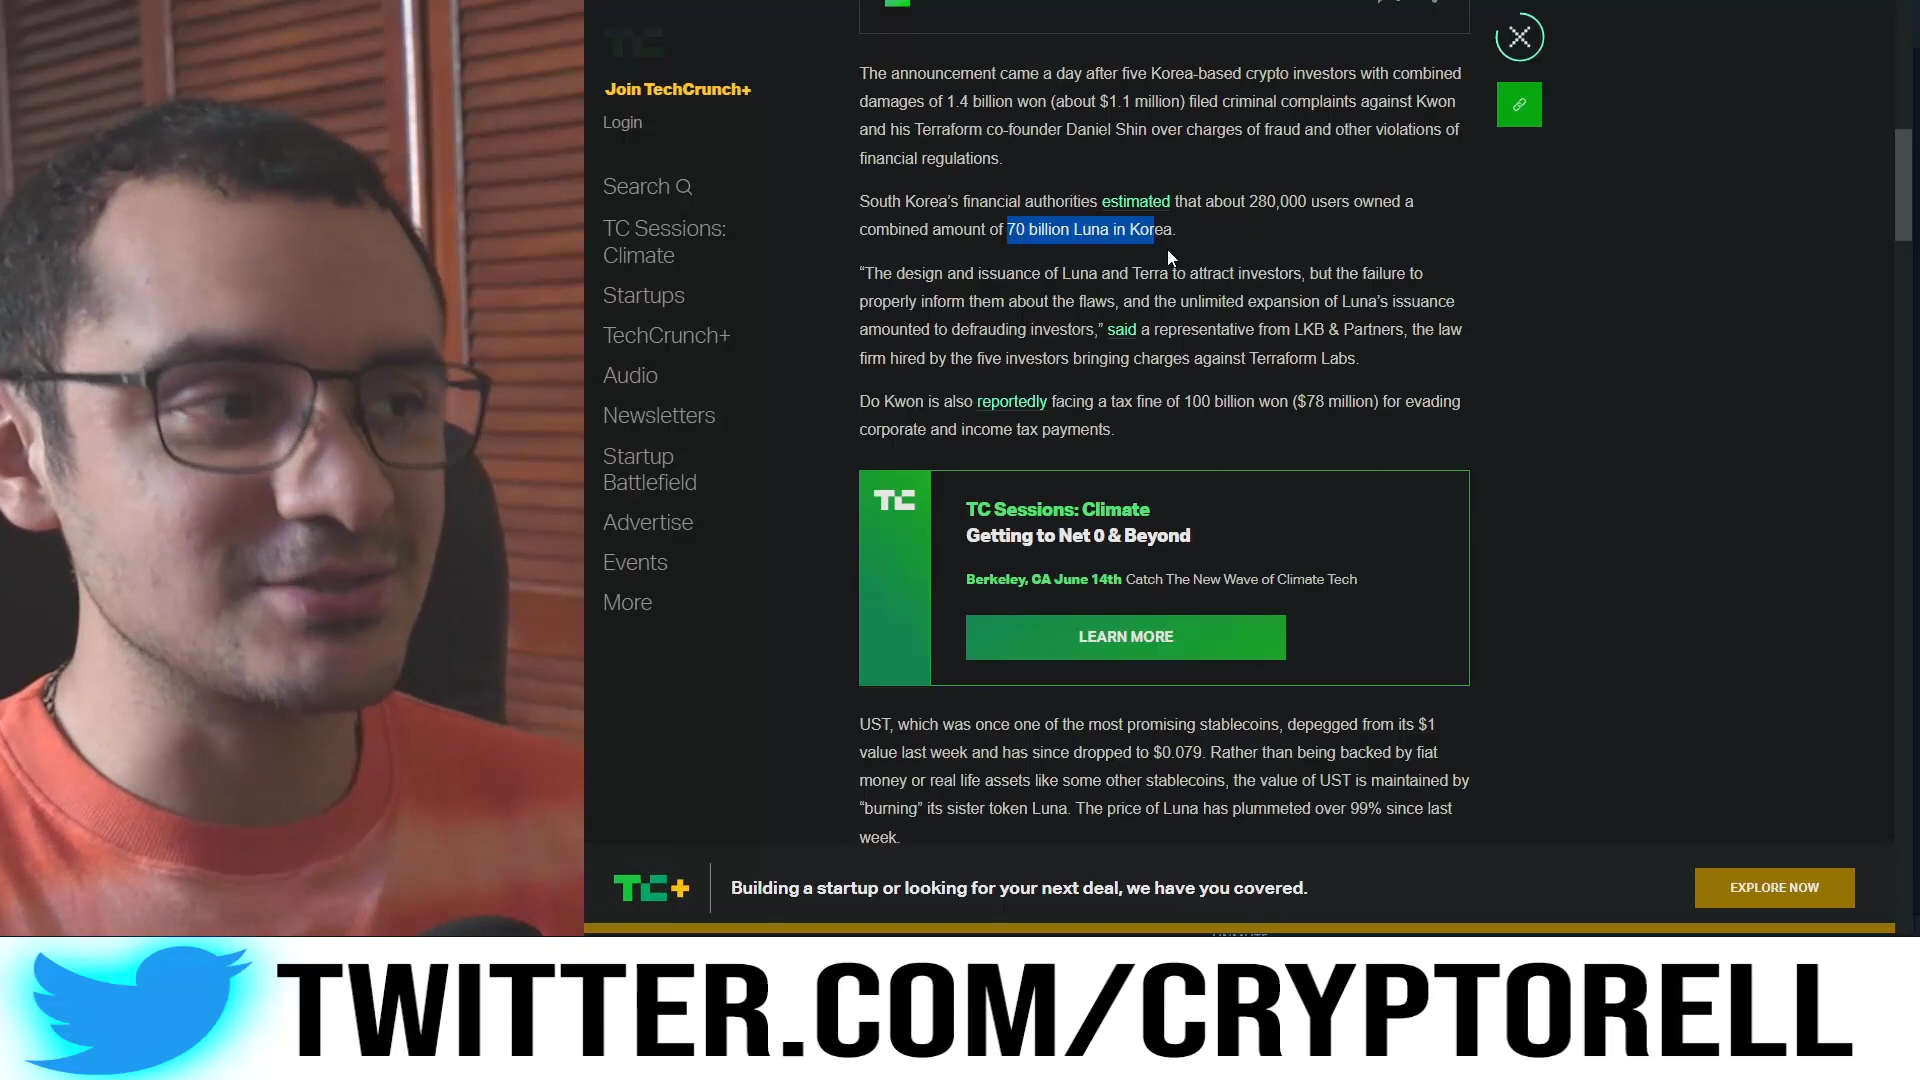 TC
Join TechCrunch+
Login
Search
TC Sessions:
Climate
Startups
TechCrunch+
Audio
Newsletters
Startup
Battlefield
Advertise
Events
More
The announcement came a day after five Korea-based crypto investors with combined
damages of 1.4 billion won (about $1.1 million) filed criminal complaints against Kwon
and his Terraform co-founder Daniel Shin over charges of fraud and other violations of
financial regulations.
South Korea’s financial authorities estimated that about 280,000 users owned a
combined amount of 70 billion Luna in Korea.
“The design and issuance of Luna and Terra to attract investors, but the failure to
properly inform them about the flaws, and the unlimited expansion of Luna’s issuance
amounted to defrauding investors,” said a representative from LKB & Partners, the law
firm hired by the five investors bringing charges against Terraform Labs.
Do Kwon is also reportedly facing a tax fine of 100 billion won ($78 million) for evading
corporate and income tax payments.
TC
TC Sessions: Climate
Getting to Net 0 & Beyond
Berkeley, CA June 14th Catch The New Wave of Climate Tech
LEARN MORE
UST, which was once one of the most promising stablecoins, depegged from its $1
value last week and has since dropped to $0.079. Rather than being backed by fiat
money or real life assets like some other stablecoins, the value of UST is maintained by
“burning” its sister token Luna. The price of Luna has plummeted over 99% since last
week.
TC+
Building a startup or looking for your next deal, we have you covered.
EXPLORE NOW
TWITTER.COM/CRYPTORELL